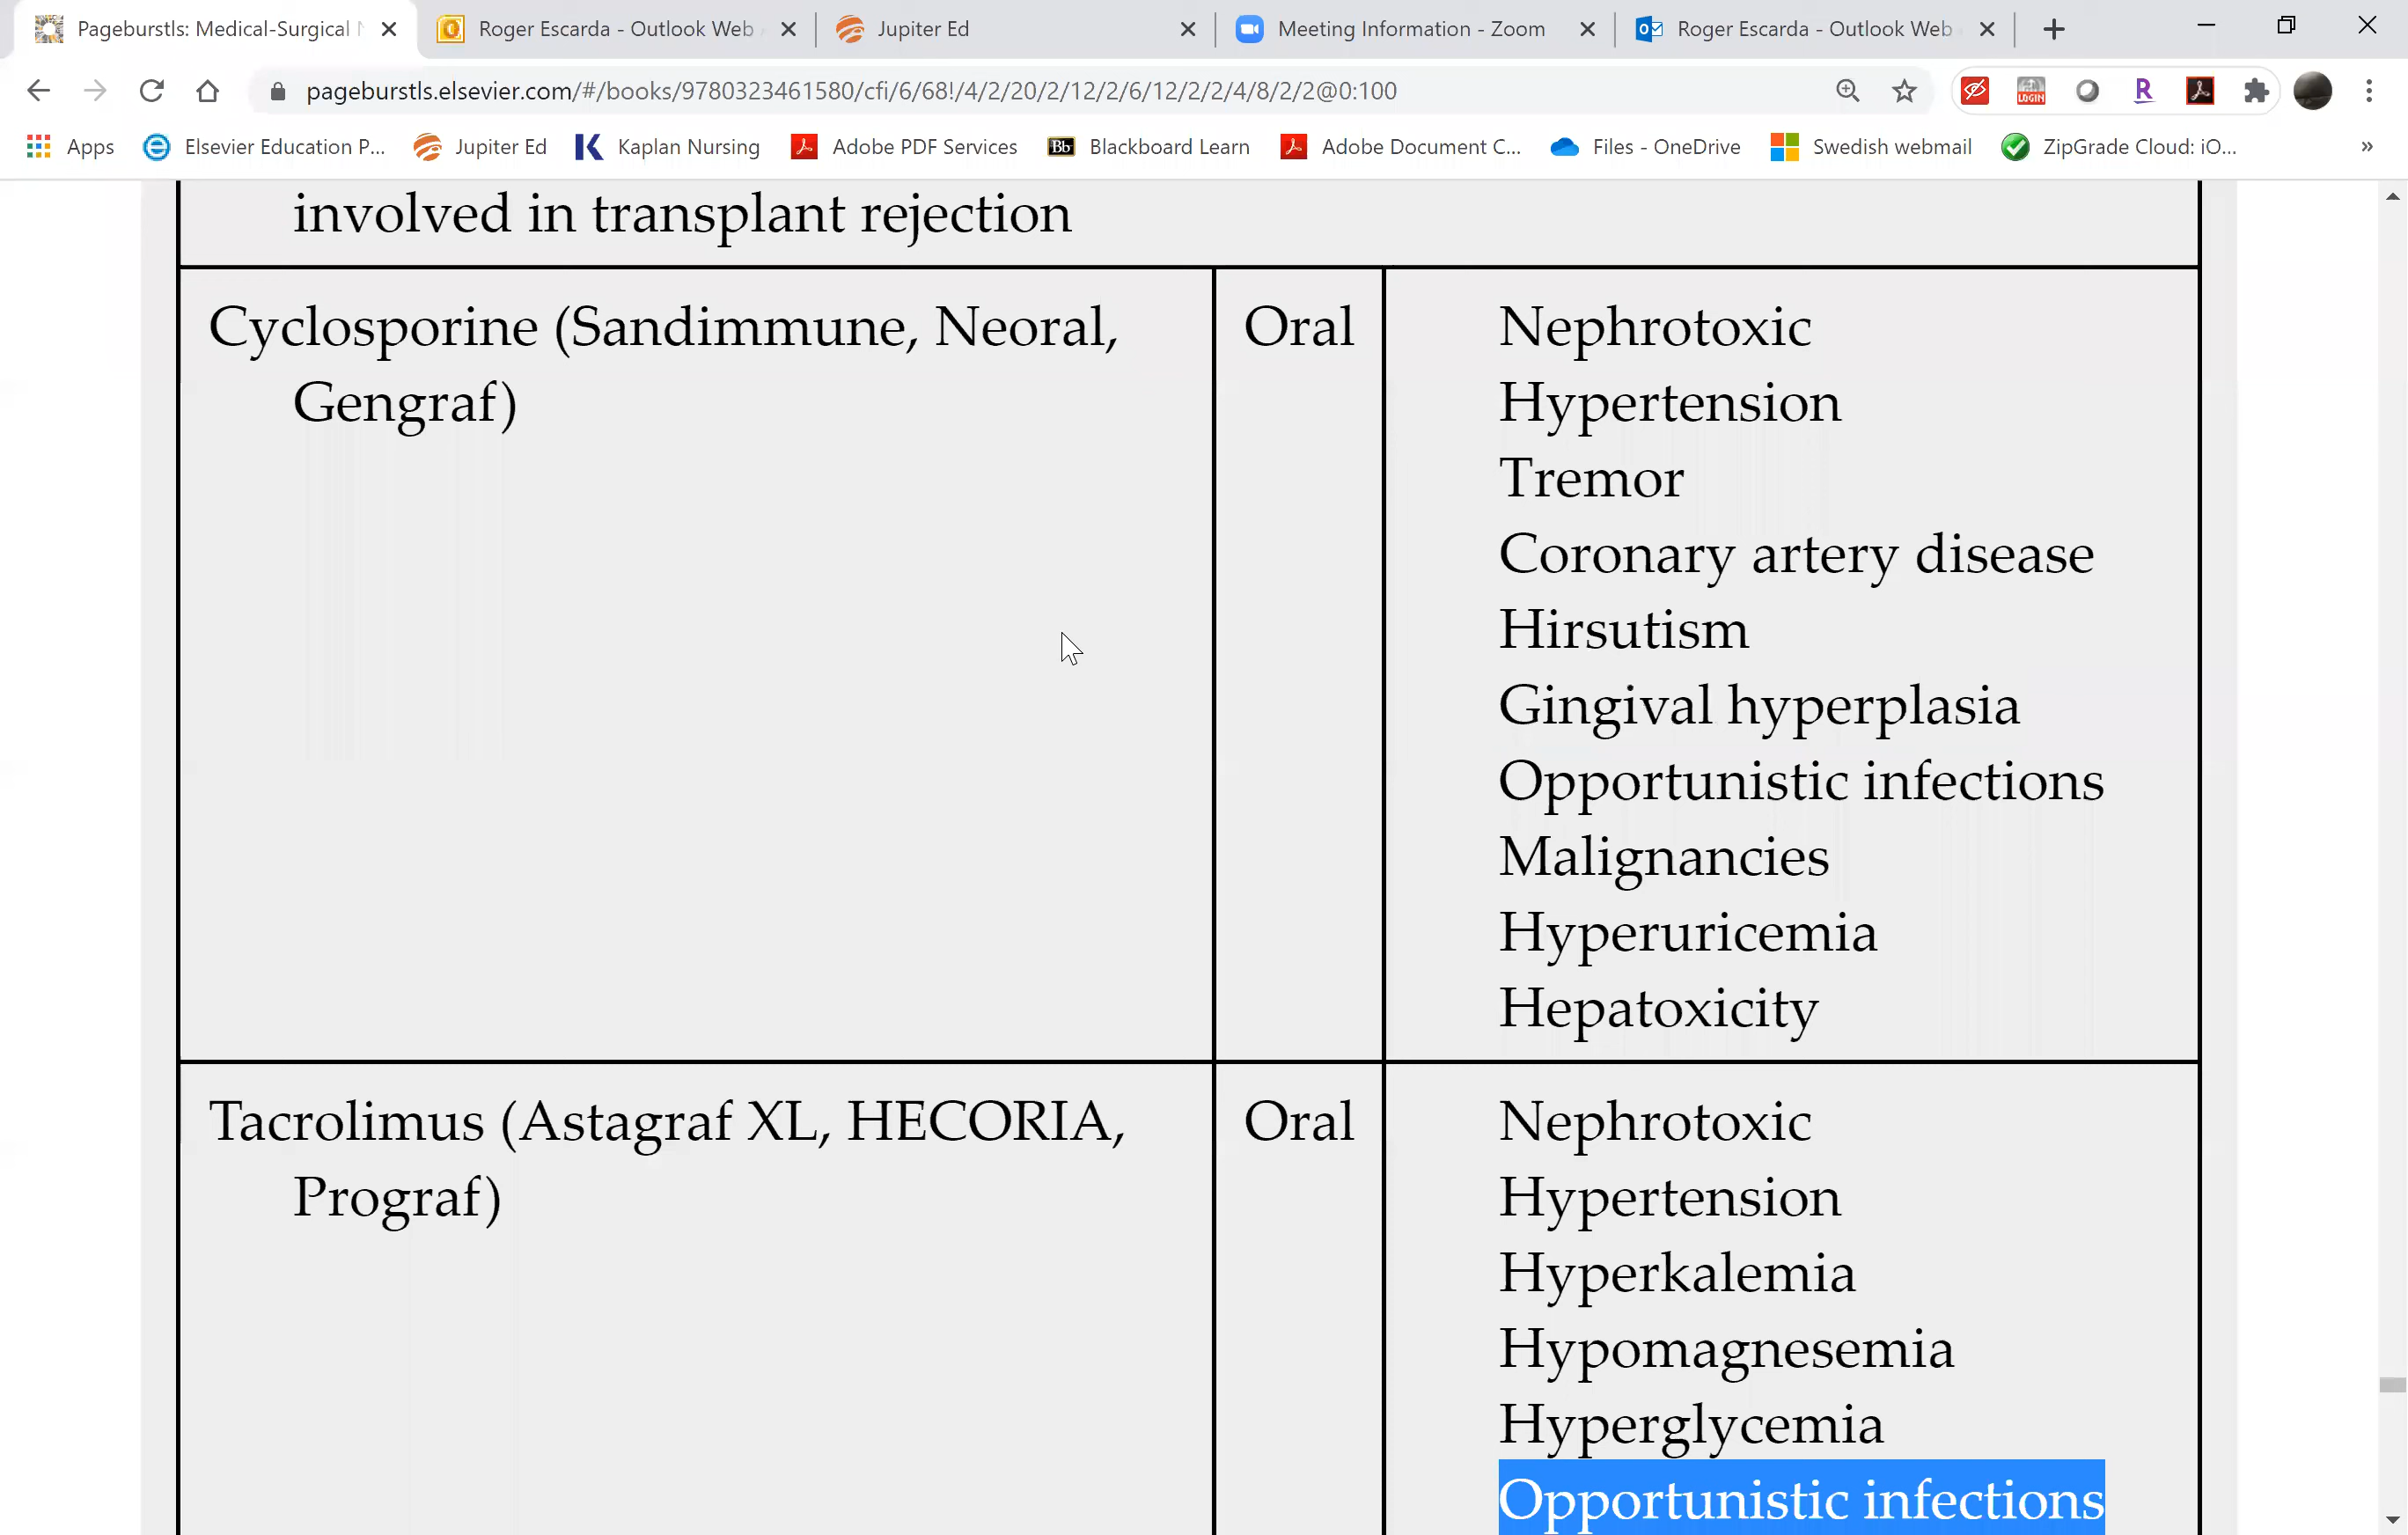 Pageburstls: Medical-Surgical
Roger Escarda - Outlook Web
Jupiter Ed
Meeting Information - Zoom
Roger Escarda - Outlook Web
pageburstls.elsevier.com/#/books/9780323461580/cfi/6/68!/4/2/20/2/12/2/6/12/2/2/4/8/2/2@0:100
LOGIN
R
Apps
Elsevier Education P...
Jupiter Ed
K
Kaplan Nursing
Adobe PDF Services
Bb
Blackboard Learn
Adobe Document C...
Files - OneDrive
Swedish webmail
ZipGrade Cloud: iO...
»
involved in transplant rejection
Cyclosporine (Sandimmune, Neoral,
Gengraf)
Oral
Nephrotoxic
Hypertension
Tremor
Coronary artery disease
Hirsutism
Gingival hyperplasia
Opportunistic infections
Malignancies
Hyperuricemia
Hepatoxicity
Tacrolimus (Astagraf XL, HECORIA,
Prograf)
Oral
Nephrotoxic
Hypertension
Hyperkalemia
Hypomagnesemia
Hyperglycemia
Opportunistic infections